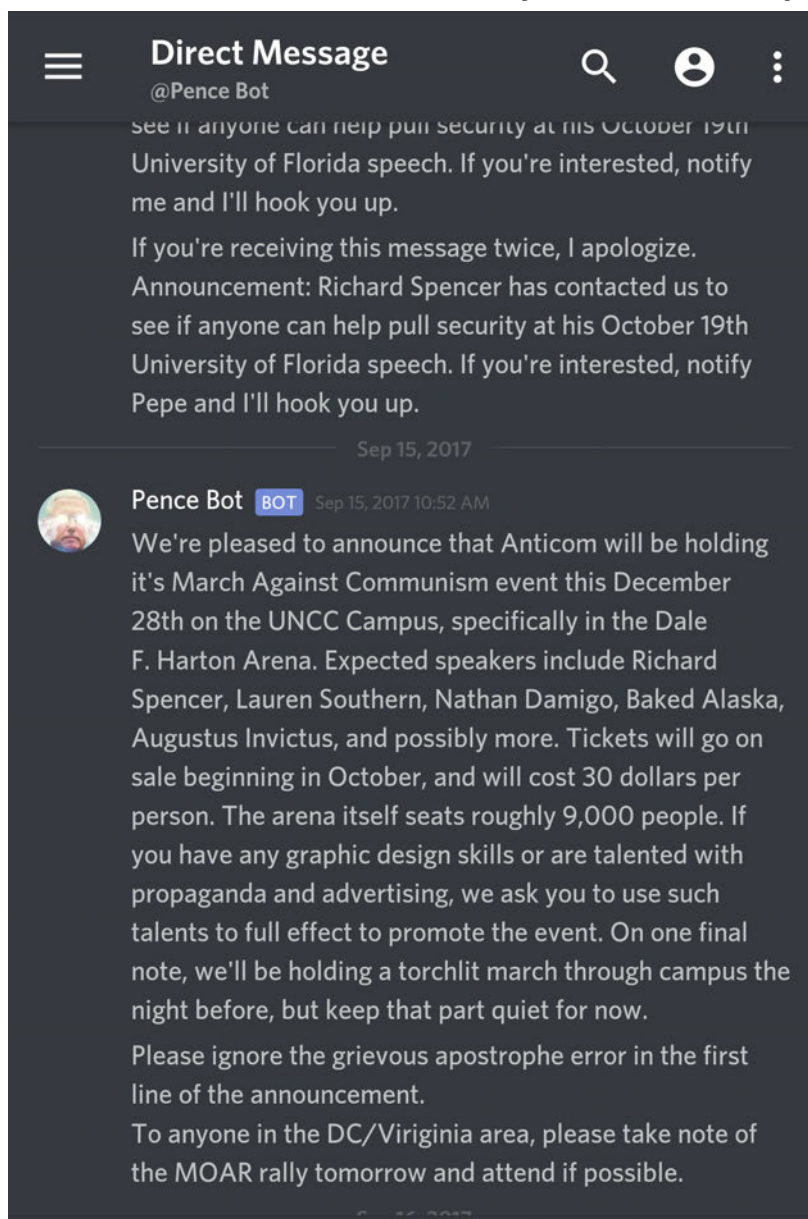 Direct Message
@Pence Bot
see if anyone can help pull security at his October 19th
University of Florida speech. If you're interested, notify
me and I'll hook you up.
If you're receiving this message twice, I apologize.
Announcement: Richard Spencer has contacted us to
see if anyone can help pull security at his October 19th
University of Florida speech. If you're interested, notify
Pepe and I'll hook you up.
Sep 15, 2017
Pence Bot BOT Sep 15, 2017 10:52 AM
We're pleased to announce that Anticom will be holding
it's March Against Communism event this December
28th on the UNCC Campus, specifically in the Dale
F. Harton Arena. Expected speakers include Richard
Spencer, Lauren Southern, Nathan Damigo, Baked Alaska,
Augustus Invictus, and possibly more. Tickets will go on
sale beginning in October, and will cost 30 dollars per
person. The arena itself seats roughly 9,000 people. If
you have any graphic design skills or are talented with
propaganda and advertising, we ask you to use such
talents to full effect to promote the event. On one final
note, we'll be holding a torchlit march through campus the
night before, but keep that part quiet for now.
Please ignore the grievous apostrophe error in the first
line of the announcement.
To anyone in the DC/Viriginia area, please take note of
the MOAR rally tomorrow and attend if possible.
Sep 16, 2017